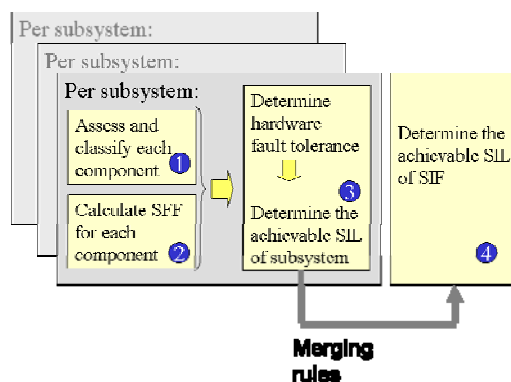 Per subsystem:
Per subsystem:
Per subsystem:
Assess and
classify each
component 1
Calculate SFF
for each
component 2
Determine
hardware
fault tolerance
3
Determine the
achievable SIL
of subsystem
Determine the
achievable SIL
of SIF
4
Merging
rules